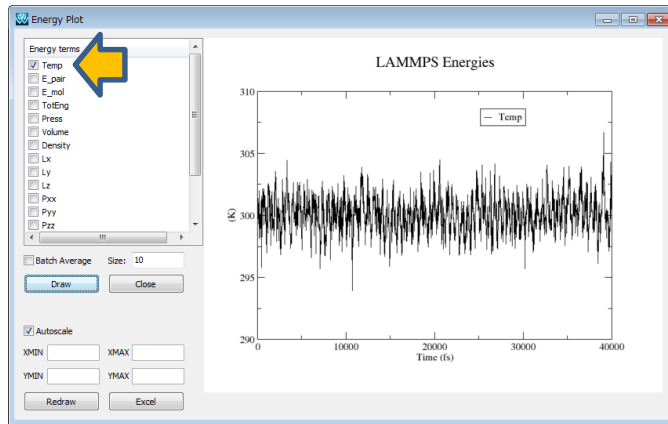 Energy Plot
Energy terms
Temp
E_pair
E_mol
TotEng
Press
Volume
Density
Lx
Ly
Lz
Pxx
Pyy
Pzz
Batch Average Size: 10
Draw Close
Autoscale
XMIN XMAX
YMIN YMAX
Redraw Excel
LAMMPS Energies
310
305
300
295
290
(K)
Temp
0 10000 20000 30000 40000
Time (fs)